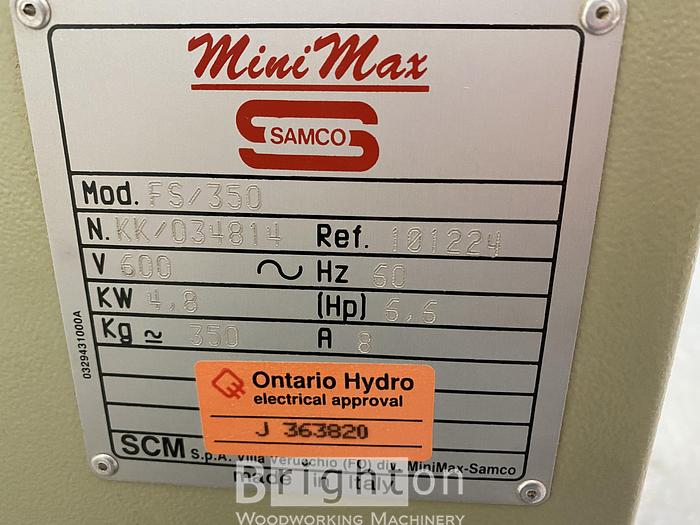 MiniMax
SAMCO
Mod. FS/350
N. KK/034814 Ref. 101224
V 600 ~ Hz 60
KW 4,8 (Hp) 6,5
Kg ≃ 350 A 8
0329431000A
Ontario Hydro
electrical approval
J 363820
SCM S.p.A. Villa Verucchio (FO) div. MiniMax-Samco
made in Italy
Brighton
WOODWORKING MACHINERY